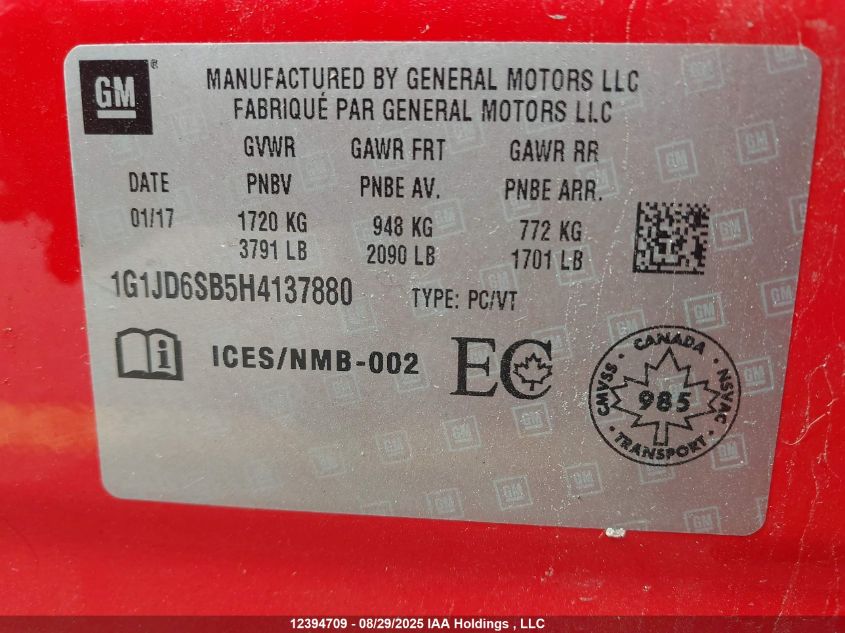 GM®
MANUFACTURED BY GENERAL MOTORS LLC
FABRIQUÉ PAR GENERAL MOTORS LLC
GVWR GAWR FRT GAWR RR
DATE PNBV PNBE AV. PNBE ARR.
01/17 1720 KG 948 KG 772 KG
3791 LB 2090 LB 1701 LB
1G1JD6SB5H4137880 TYPE: PC/VT
i ICES/NMB-002 EC
CANADA
CMVSS 985 NSVAC
TRANSPORT
12394709 - 08/29/2025 IAA Holdings , LLC